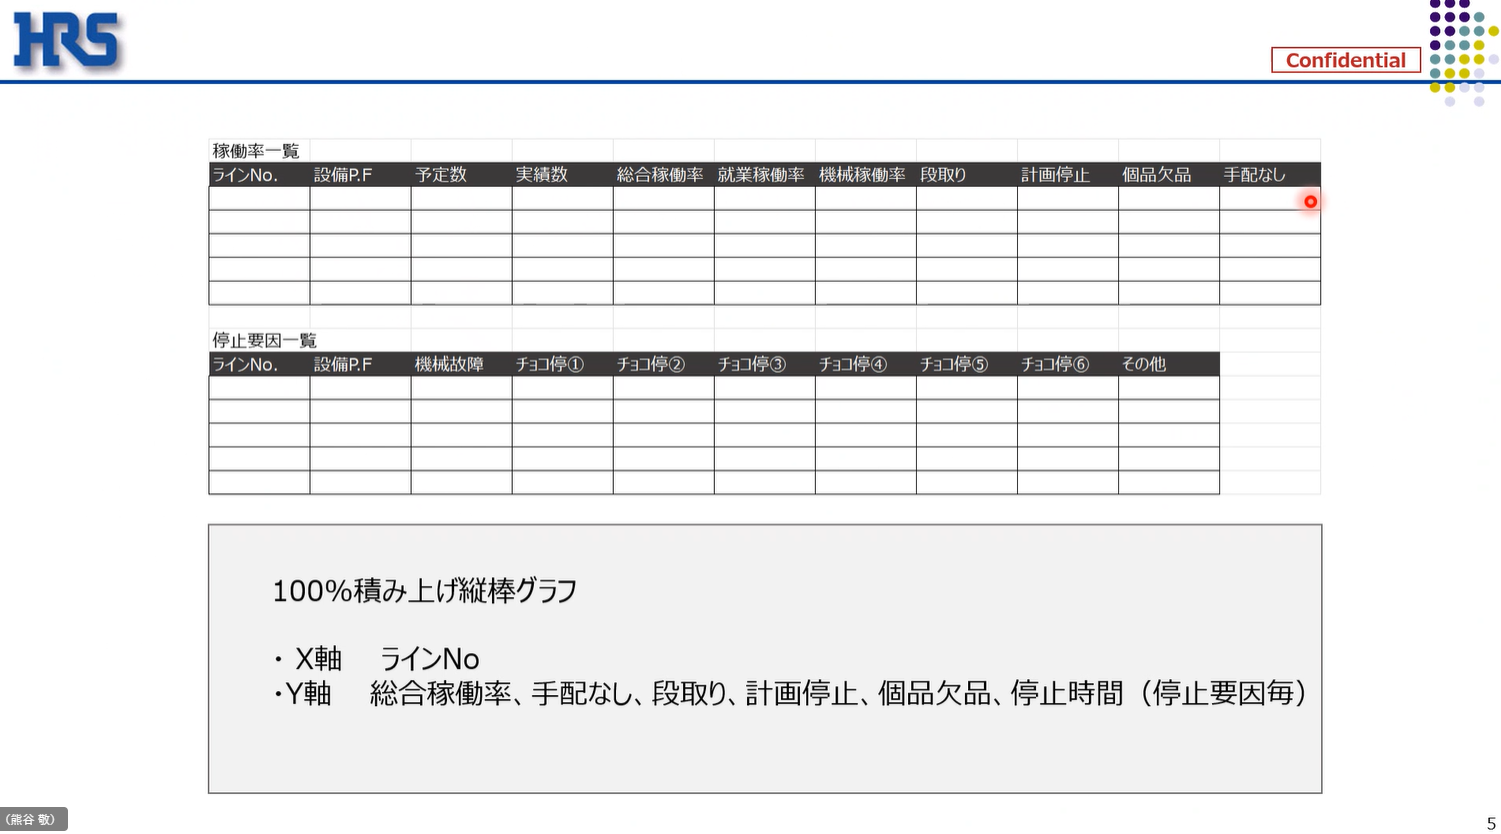 HRS
Confidential
稼働率一覧
ラインNo. 設備P.F 予定数 実績数 総合稼働率 就業稼働率 機械稼働率 段取り 計画停止 個品欠品 手配なし
停止要因一覧
ラインNo. 設備P.F 機械故障 チョコ停① チョコ停② チョコ停③ チョコ停④ チョコ停⑤ チョコ停⑥ その他
100%積み上げ縦棒グラフ
・ X軸 ラインNo
・Y軸 総合稼働率、手配なし、段取り、計画停止、個品欠品、停止時間（停止要因毎）
（熊谷 敬）
5